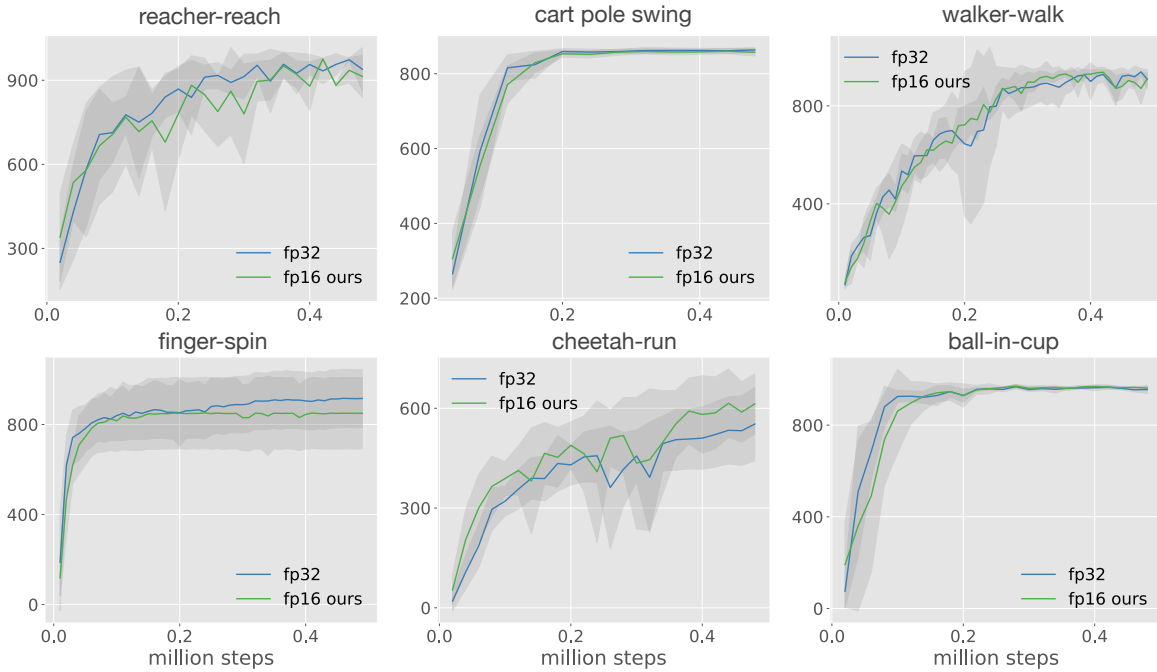 reacher-reach
cart pole swing
walker-walk
900
600
300
fp32
fp16 ours
0.0
0.2
0.4
800
600
400
200
fp32
fp16 ours
0.0
0.2
0.4
fp32
fp16 ours
800
400
0.0
0.2
0.4
finger-spin
cheetah-run
ball-in-cup
800
400
0
fp32
fp16 ours
0.0
0.2
0.4
million steps
fp32
fp16 ours
600
300
0
0.0
0.2
0.4
million steps
800
400
0
fp32
fp16 ours
0.0
0.2
0.4
million steps